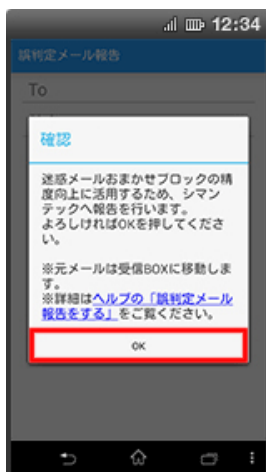 12:34
誤判定メール報告
To
確認
迷惑メールおまかせブロックの精
度向上に活用するため、シマン
テックへ報告を行います。
よろしければOKを押してくださ
い。
※元メールは受信BOXに移動しま
す。
※詳細はヘルプの「誤判定メール
報告をする」をご覧ください。
OK